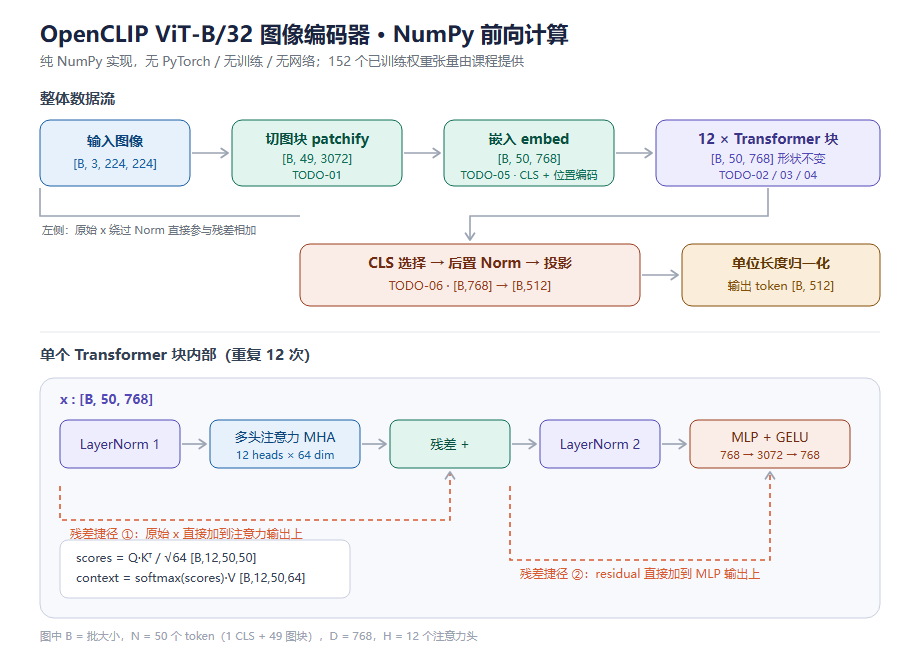 OpenCLIP ViT-B/32 图像编码器 • NumPy 前向计算
纯 NumPy 实现，无 PyTorch / 无训练 / 无网络；152 个已训练权重张量由课程提供
整体数据流
输入图像
[B, 3, 224, 224]
切图块 patchify
[B, 49, 3072]
TODO-01
嵌入 embed
[B, 50, 768]
TODO-05 · CLS + 位置编码
12 × Transformer 块
[B, 50, 768] 形状不变
TODO-02 / 03 / 04
左侧：原始 x 绕过 Norm 直接参与残差相加
CLS 选择 → 后置 Norm → 投影
TODO-06 · [B,768] → [B,512]
单位长度归一化
输出 token [B, 512]
单个 Transformer 块内部（重复 12 次）
x : [B, 50, 768]
LayerNorm 1
多头注意力 MHA
12 heads × 64 dim
残差 +
LayerNorm 2
MLP + GELU
768 → 3072 → 768
残差捷径 ①：原始 x 直接加到注意力输出上
scores = Q·Kᵀ / √64 [B,12,50,50]
context = softmax(scores)·V [B,12,50,64]
残差捷径 ②：residual 直接加到 MLP 输出上
图中 B = 批大小，N = 50 个 token（1 CLS + 49 图块），D = 768，H = 12 个注意力头